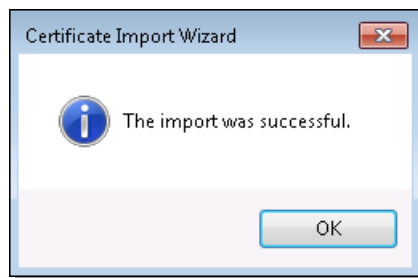 Certificate Import Wizard
The import was successful.
OK